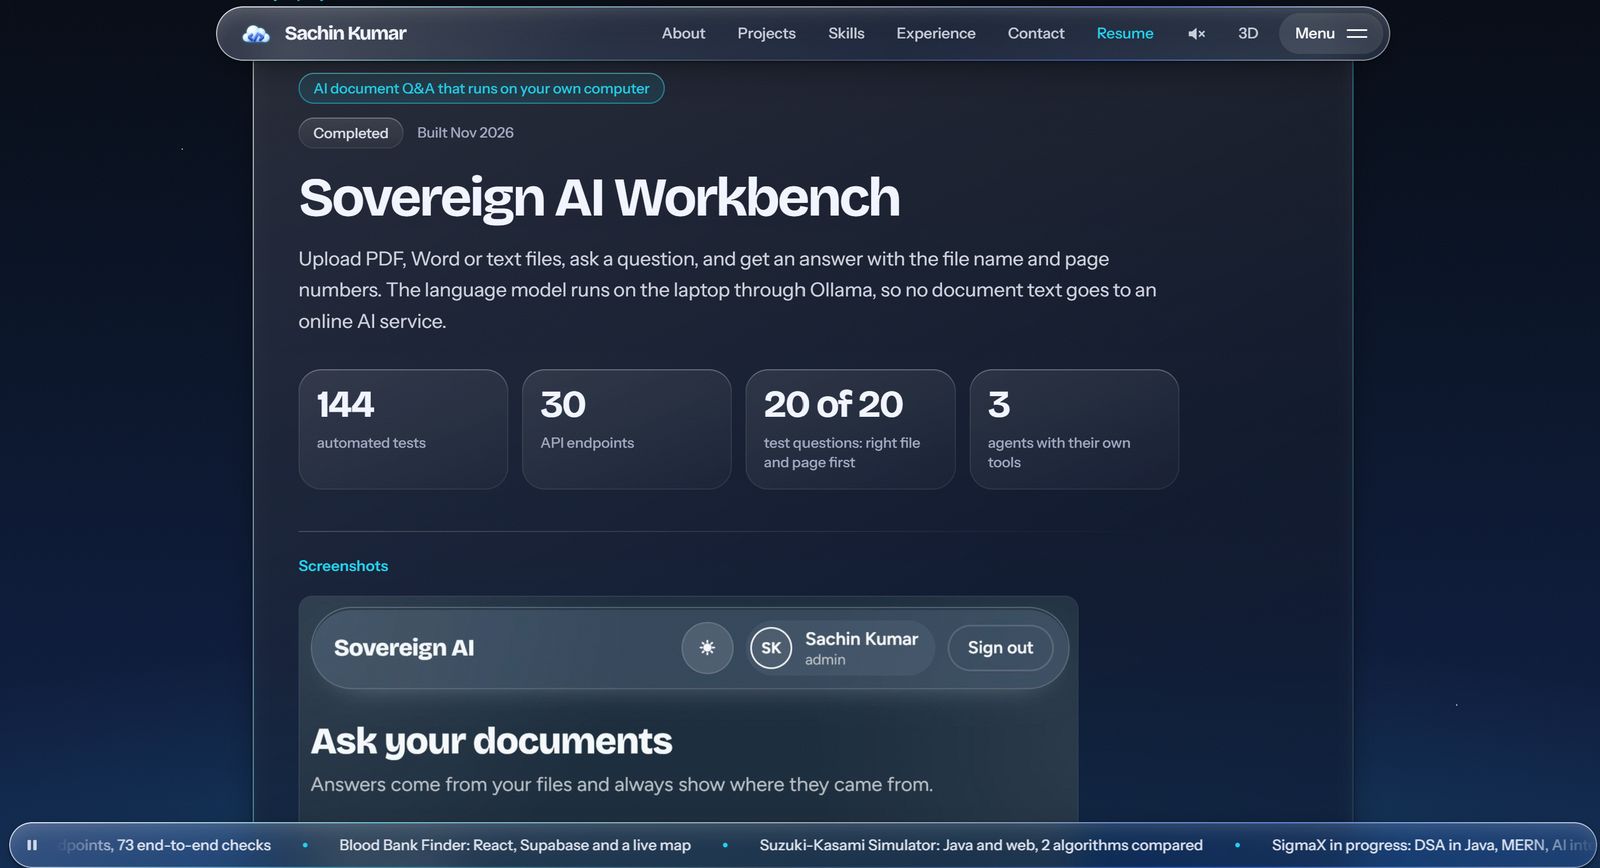 Sachin Kumar
About
Projects
Skills
Experience
Contact
Resume
3D
Menu
AI document Q&A that runs on your own computer
Completed
Built Nov 2026
Sovereign AI Workbench
Upload PDF, Word or text files, ask a question, and get an answer with the file name and page
numbers. The language model runs on the laptop through Ollama, so no document text goes to an
online AI service.
144
automated tests
30
API endpoints
20 of 20
test questions: right file
and page first
3
agents with their own
tools
Screenshots
Sovereign AI
SK
Sachin Kumar
admin
Sign out
Ask your documents
Answers come from your files and always show where they came from.
73 end-to-end checks
Blood Bank Finder: React, Supabase and a live map
Suzuki-Kasami Simulator: Java and web, 2 algorithms compared
SigmaX in progress: DSA in Java, MERN, AI